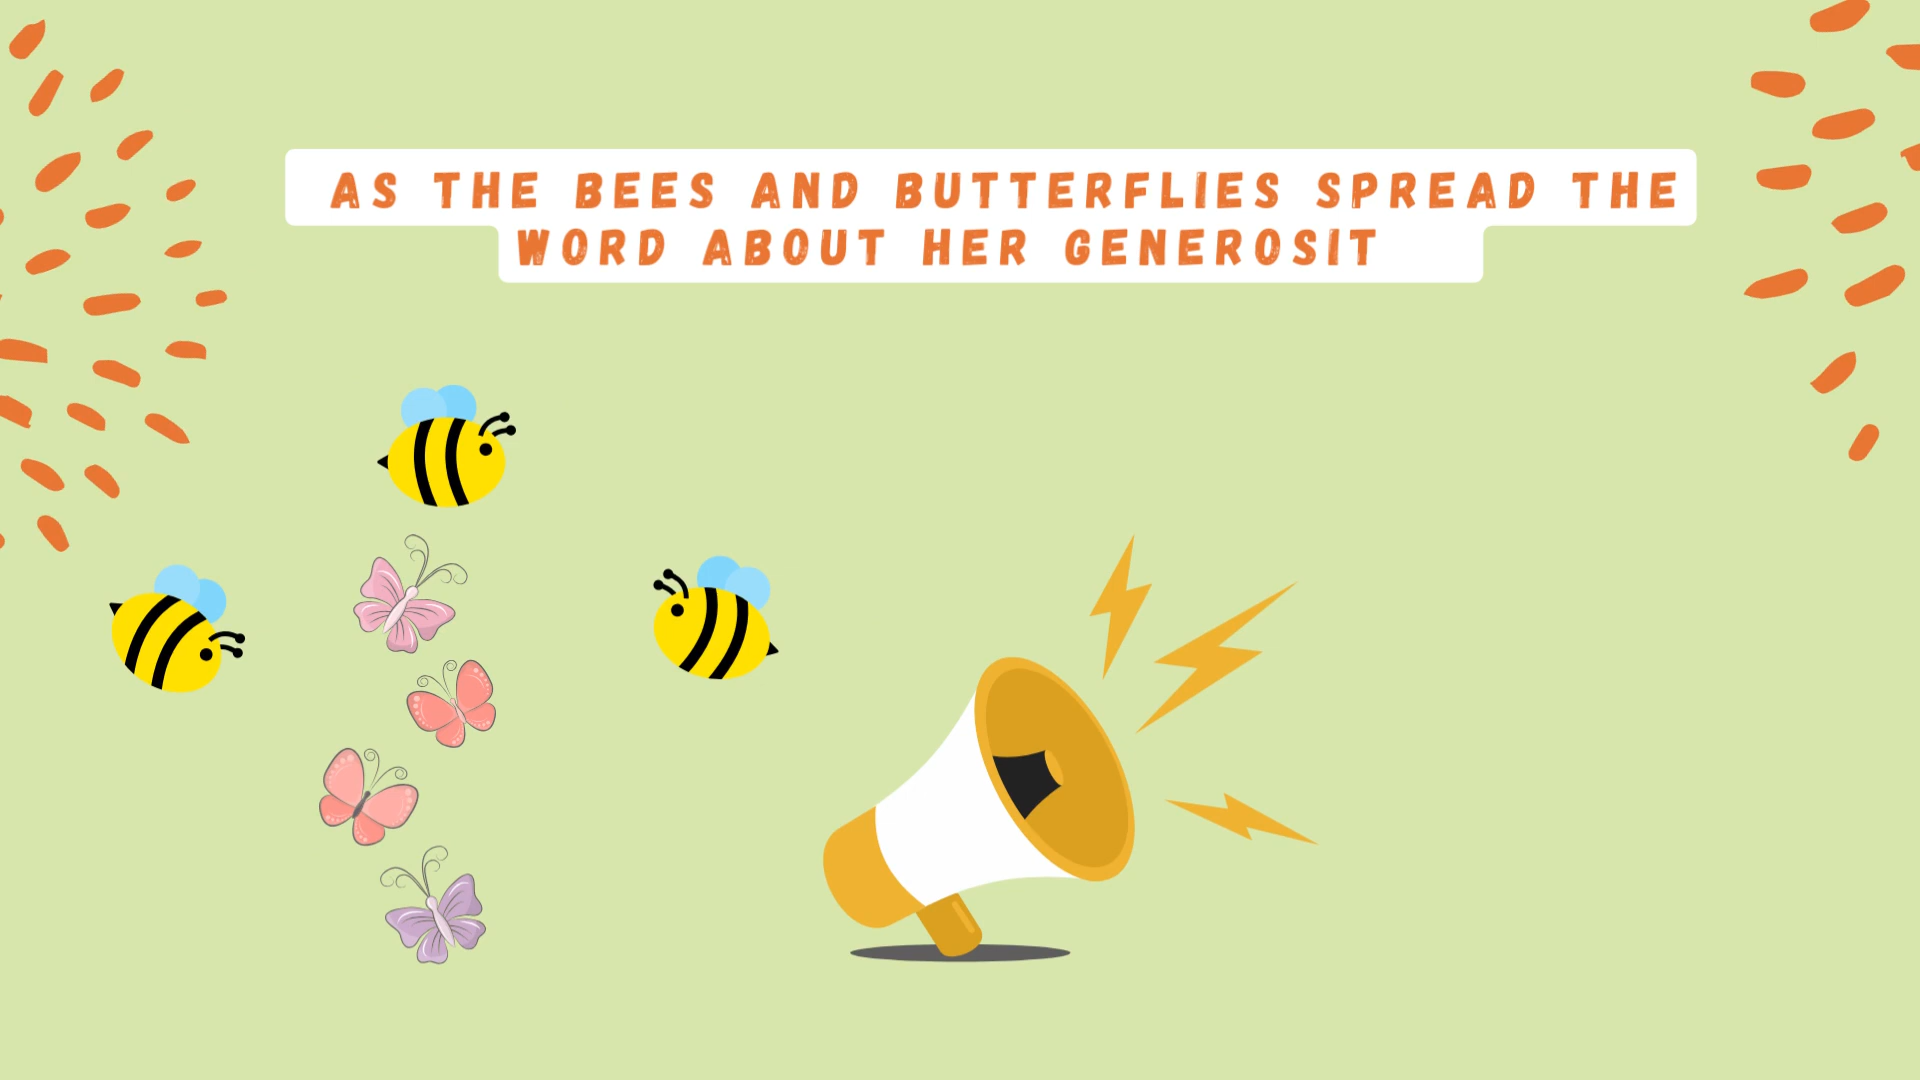 AS THE BEES AND BUTTERFLIES SPREAD THE
WORD ABOUT HER GENEROSIT